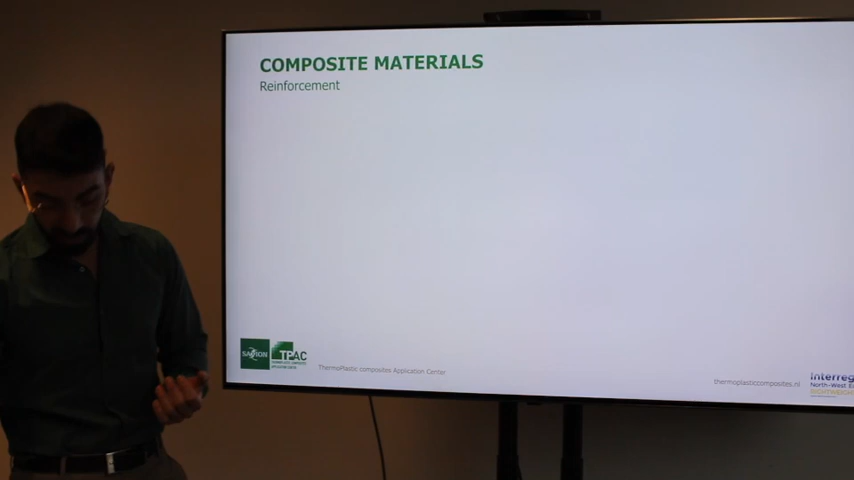 COMPOSITE MATERIALS
Reinforcement
SAXION
TPAC
ThermoPlastic composites Application Center
thermoplasticcomposites.nl
Interreg
North-West E